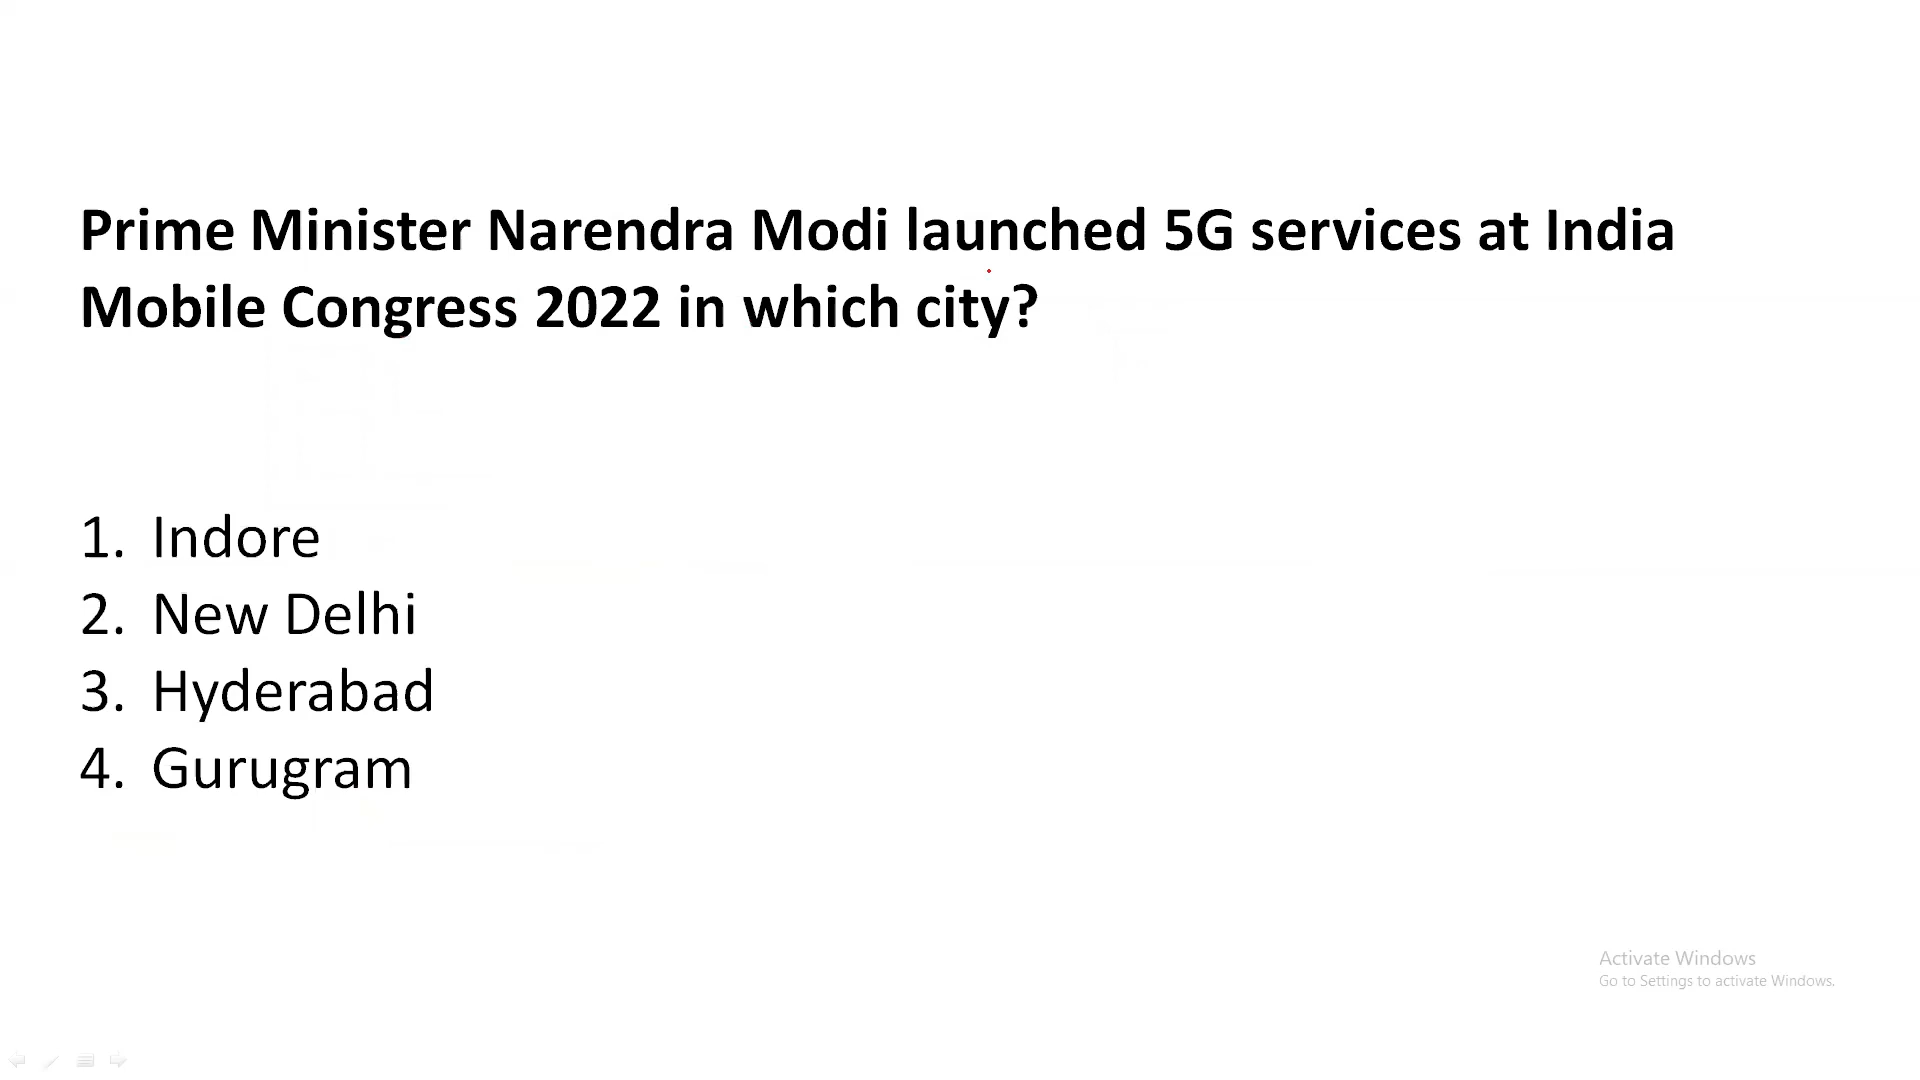 Prime Minister Narendra Modi launched 5G services at India
Mobile Congress 2022 in which city?
1. Indore
2. New Delhi
3. Hyderabad
4. Gurugram
Activate Windows
Go to Settings to activate Windows.